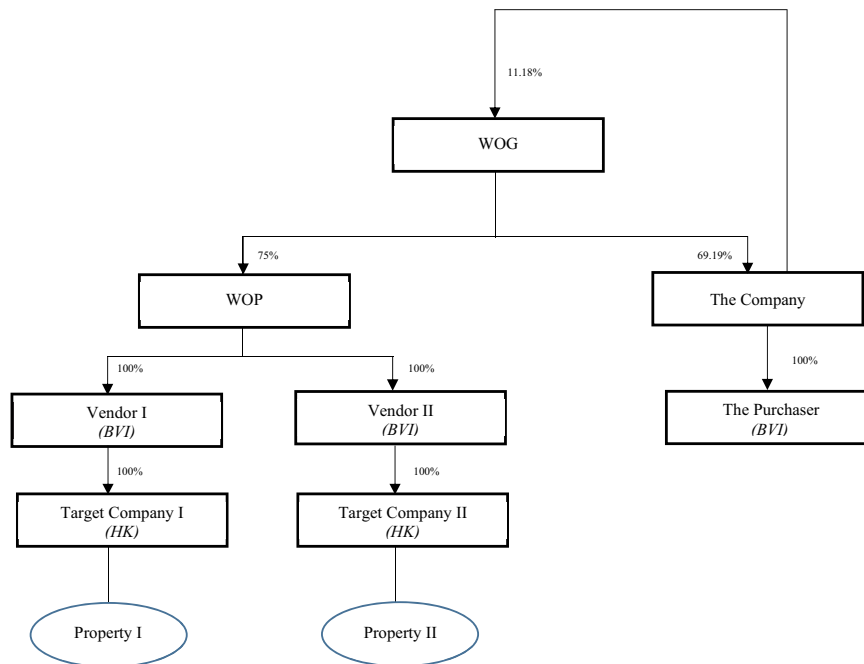 11.18%
WOG
75%
69.19%
WOP
The Company
100%
100%
100%
Vendor I
(BVI)
Vendor II
(BVI)
The Purchaser
(BVI)
100%
100%
Target Company I
(HK)
Target Company II
(HK)
Property I
Property II